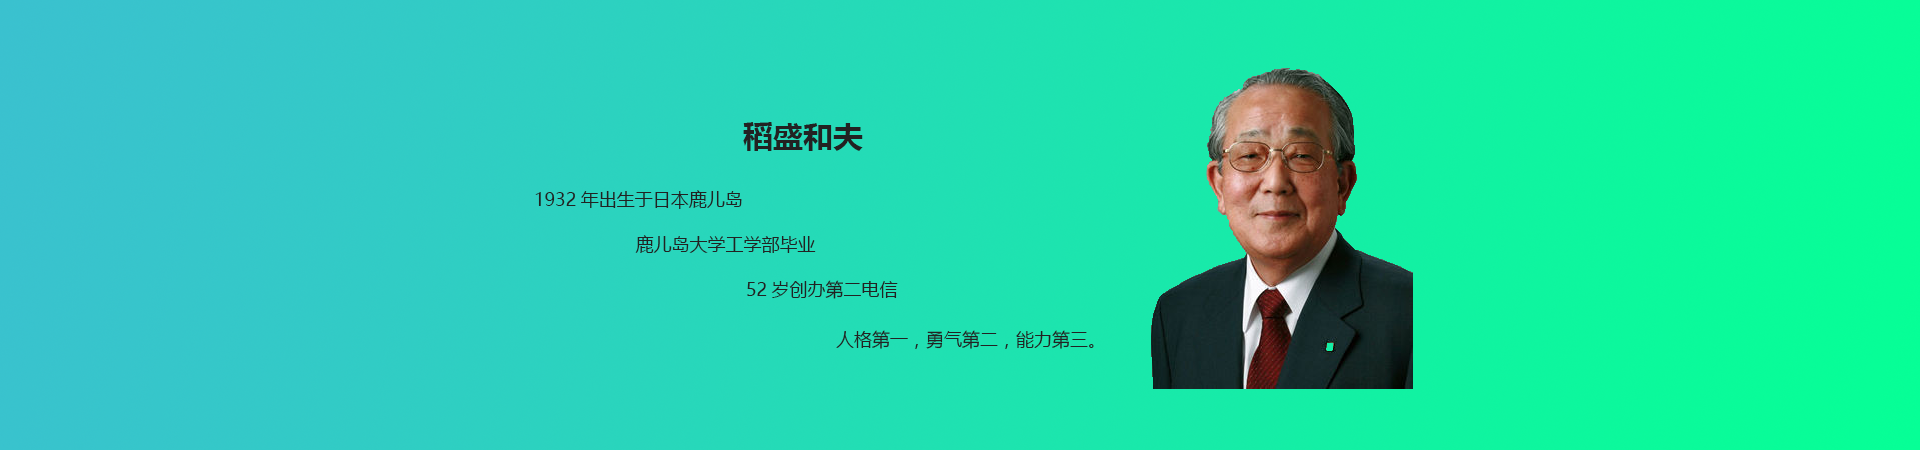 稻盛和夫
1932 年出生于日本鹿儿岛
鹿儿岛大学工学部毕业
52 岁创办第二电信
人格第一，勇气第二，能力第三。